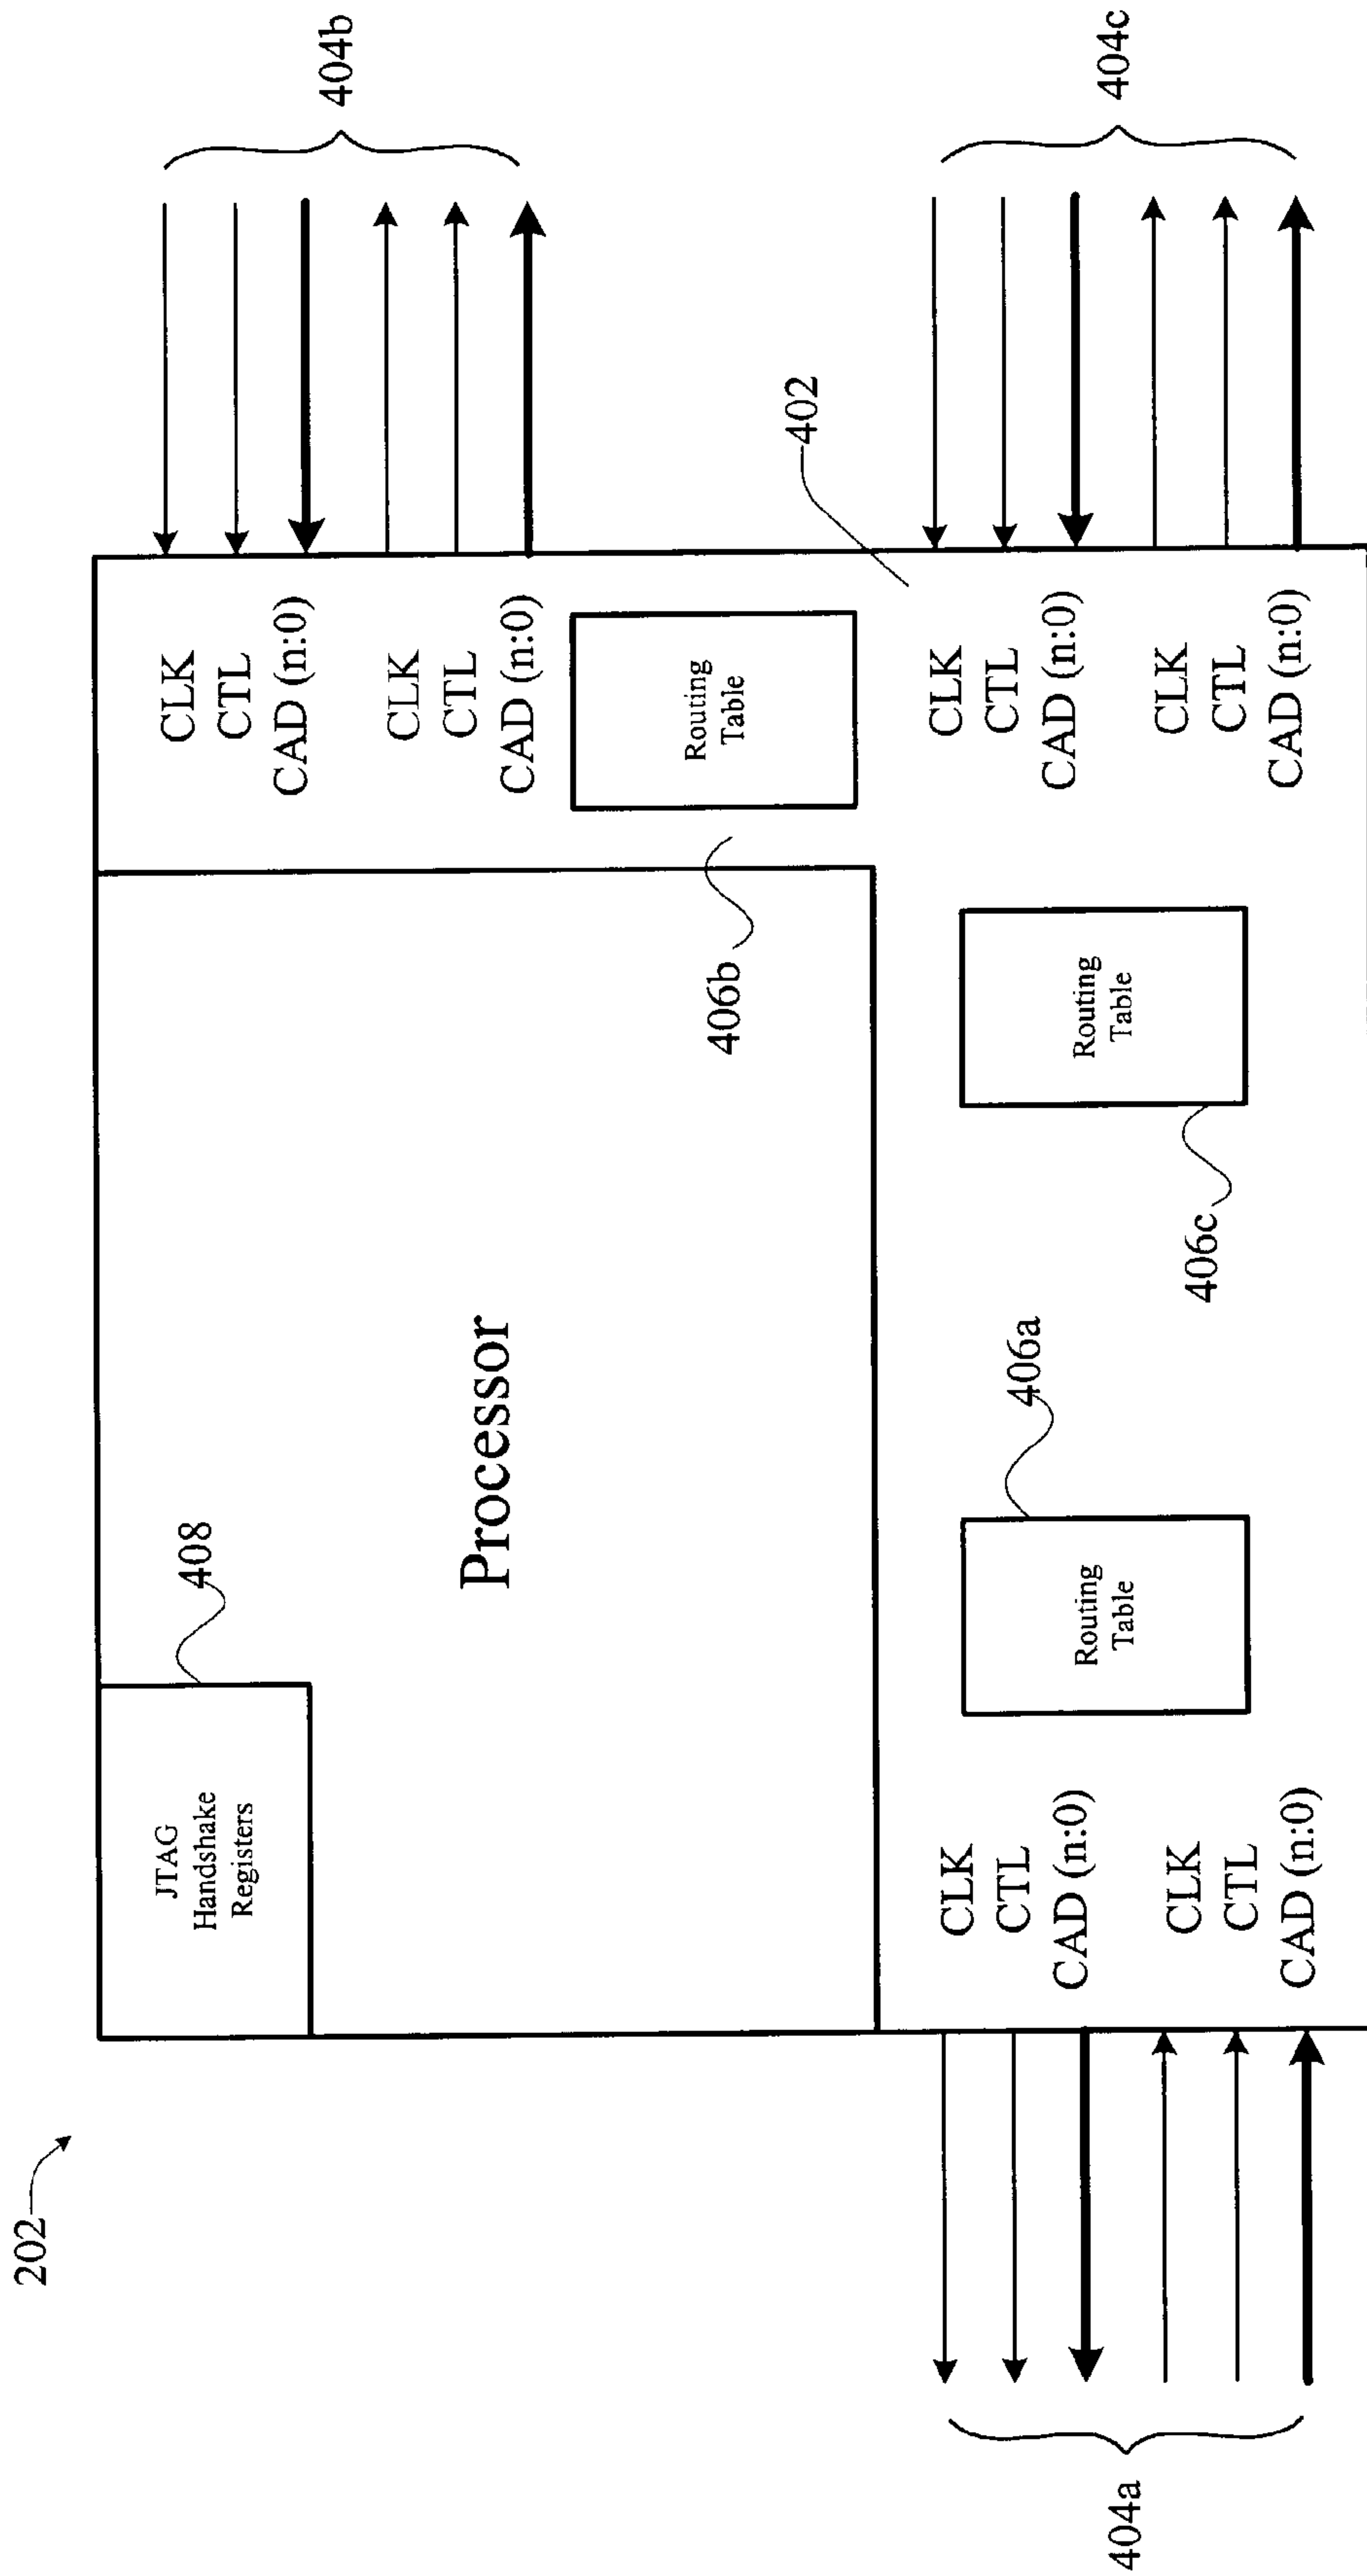 202
JTAG
Handshake
Registers
408
Processor
404b
CLK
CTL
CAD (n:0)
CLK
CTL
CAD (n:0)
Routing
Table
406b
402
404a
CLK
CTL
CAD (n:0)
CLK
CTL
CAD (n:0)
Routing
Table
406a
Routing
Table
406c
CLK
CTL
CAD (n:0)
CLK
CTL
CAD (n:0)
404c